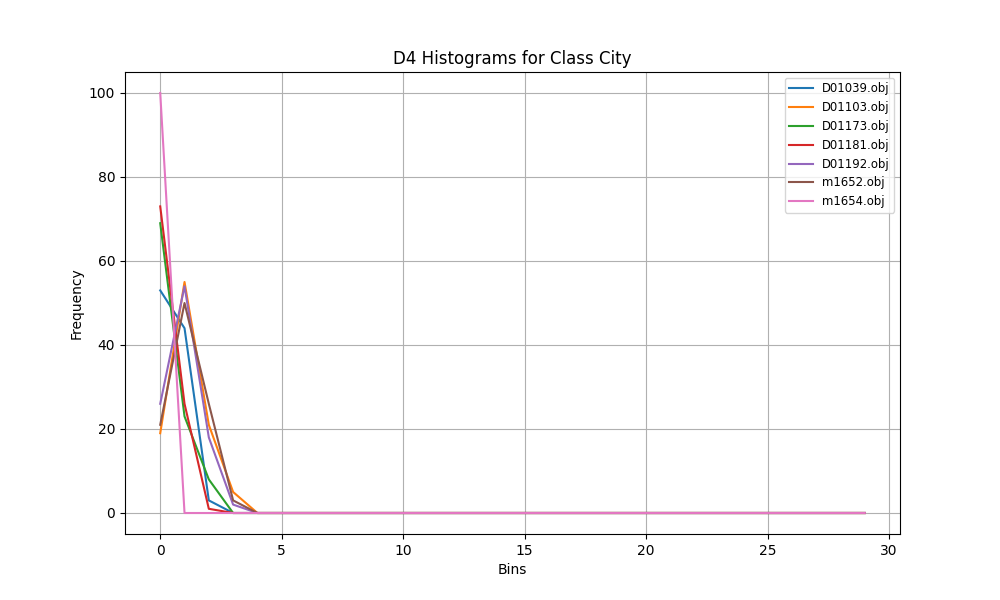 D4 Histograms for Class City
100
80
60
40
20
0
Frequency
0 5 10 15 20 25 30
Bins
D01039.obj
D01103.obj
D01173.obj
D01181.obj
D01192.obj
m1652.obj
m1654.obj